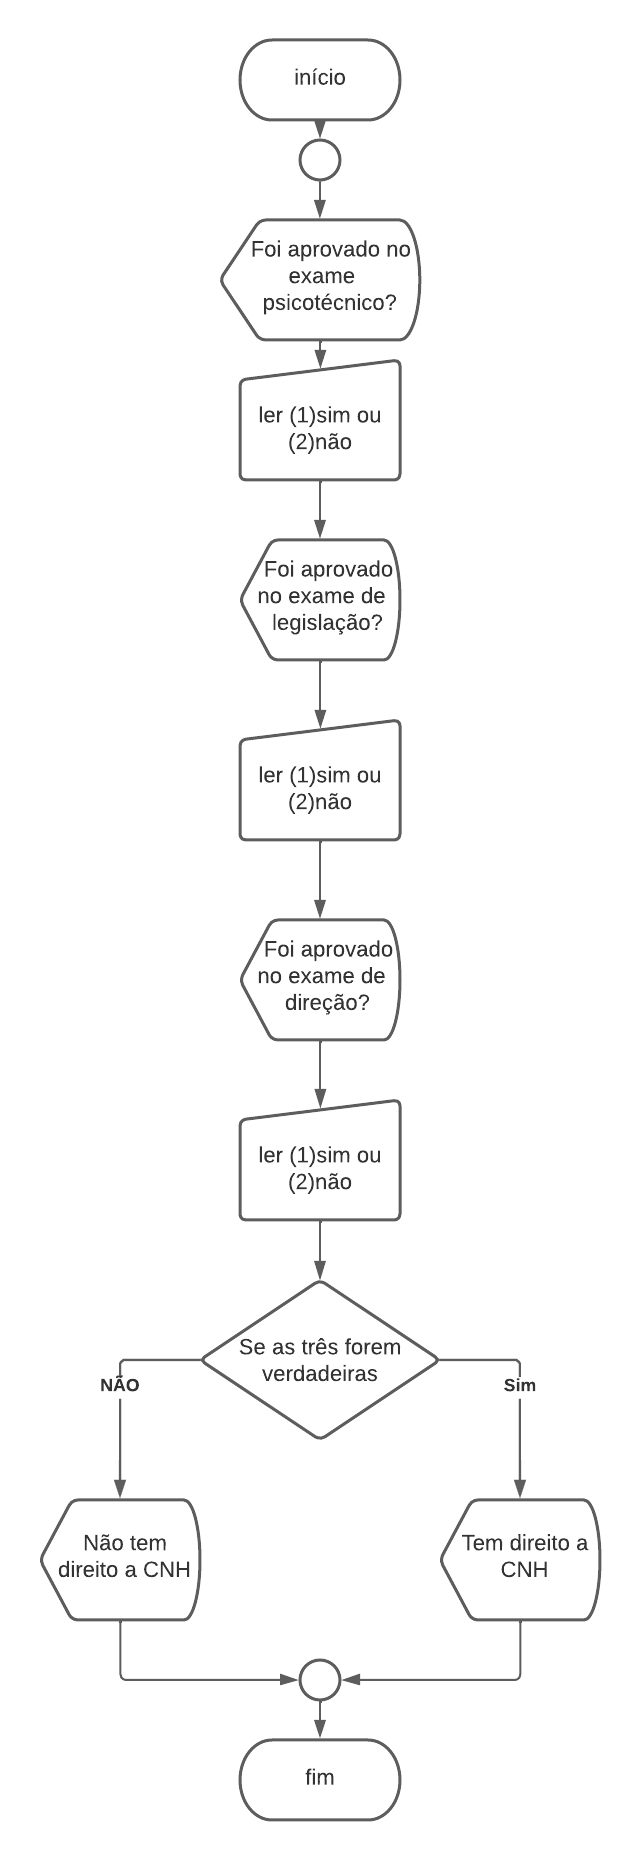 início
Foi aprovado no
exame
psicotécnico?
ler (1)sim ou
(2)não
Foi aprovado
no exame de
legislação?
ler (1)sim ou
(2)não
Foi aprovado
no exame de
direção?
ler (1)sim ou
(2)não
Se as três forem
verdadeiras
NÃO
Sim
Não tem
direito a CNH
Tem direito a
CNH
fim